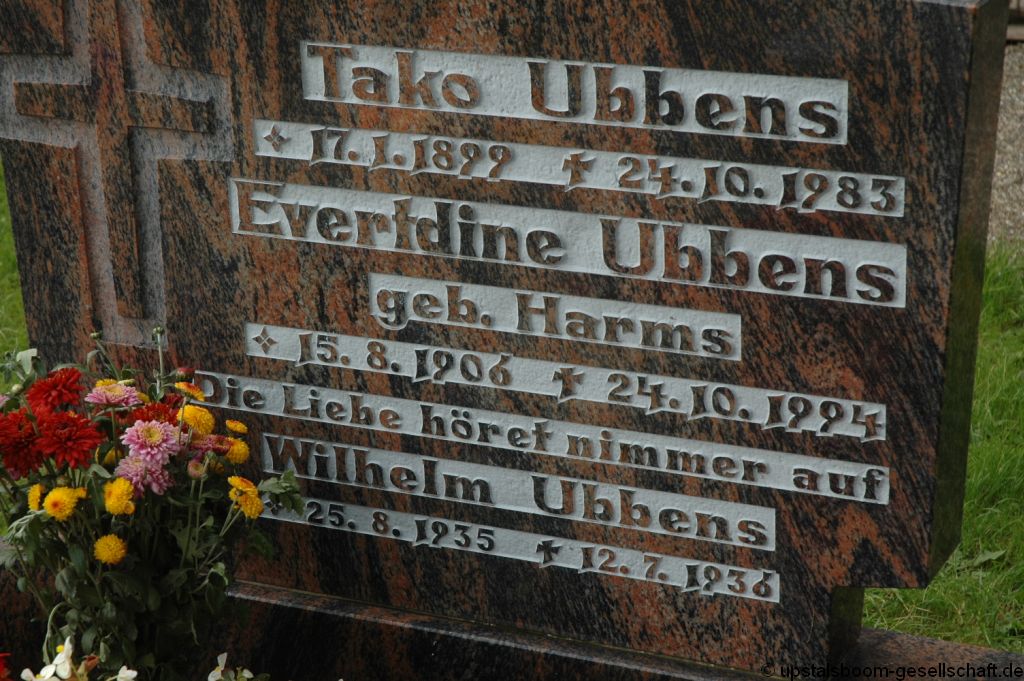 Tako Ubbens
17. 1. 1899 ✝ 24. 10. 1983
Evertdine Ubbens
geb. Harms
15. 8. 1906 ✝ 24. 10. 1994
Die Liebe höret nimmer auf
Wilhelm Ubbens
25. 8. 1935 ✝ 12. 7. 1936
© upstalsboom-gesellschaft.de